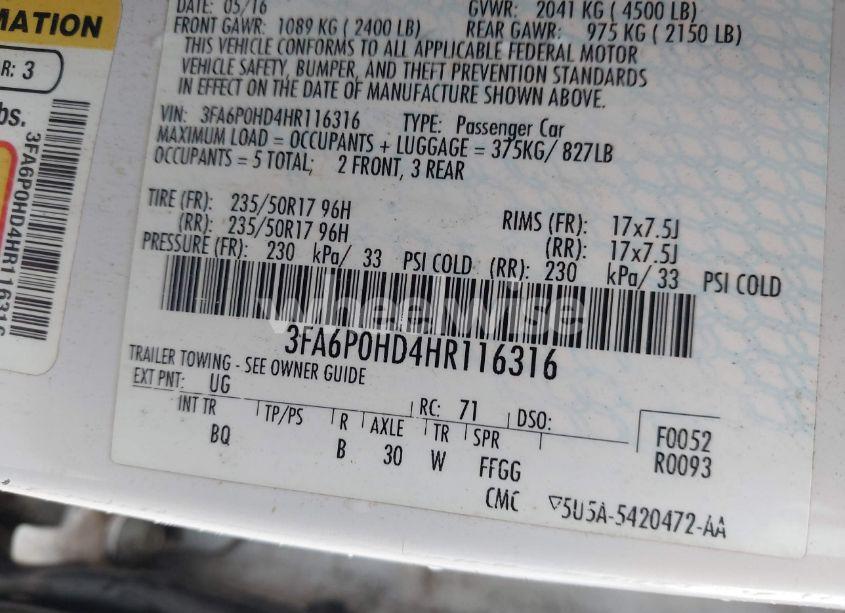 MATION
R: 3
bs.
3FA6P0HD4HR116316
DATE: 05/16
GVWR: 2041 KG ( 4500 LB)
FRONT GAWR: 1089 KG ( 2400 LB)
REAR GAWR: 975 KG ( 2150 LB)
THIS VEHICLE CONFORMS TO ALL APPLICABLE FEDERAL MOTOR
VEHICLE SAFETY, BUMPER, AND THEFT PREVENTION STANDARDS
IN EFFECT ON THE DATE OF MANUFACTURE SHOWN ABOVE.
VIN: 3FA6P0HD4HR116316 TYPE: Passenger Car
MAXIMUM LOAD = OCCUPANTS + LUGGAGE = 375KG/ 827LB
OCCUPANTS = 5 TOTAL; 2 FRONT, 3 REAR
TIRE (FR): 235/50R17 96H RIMS (FR): 17x7.5J
(RR): 235/50R17 96H (RR): 17x7.5J
PRESSURE (FR): 230 kPa/ 33 PSI COLD (RR): 230 kPa/ 33 PSI COLD
wheelwise
3FA6P0HD4HR116316
TRAILER TOWING - SEE OWNER GUIDE
EXT PNT: UG RC: 71 DSO:
INT TR TP/PS R AXLE TR SPR F0052
BQ B 30 W FFGG R0093
CMC ▽5U5A-5420472-AA